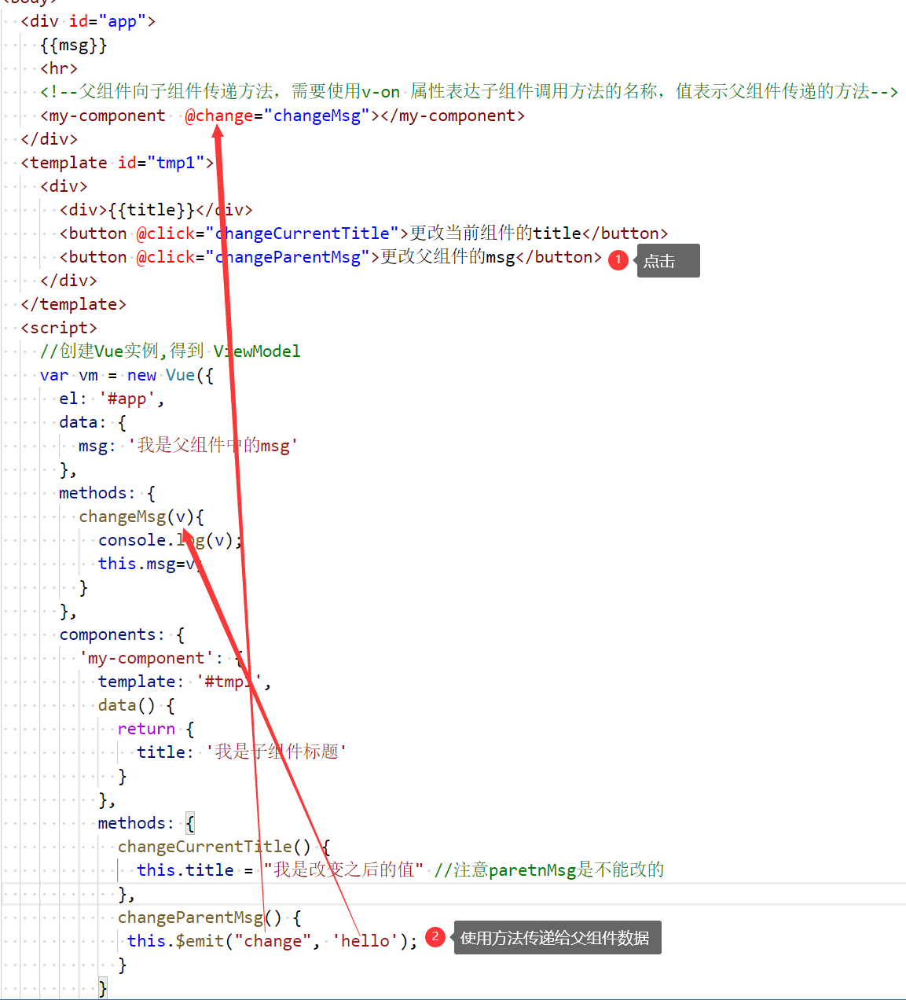 <body>
<div id="app">
{{msg}}
<hr>
<!--父组件向子组件传递方法，需要使用v-on 属性表达子组件调用方法的名称，值表示父组件传递的方法-->
<my-component  @change="changeMsg"></my-component>
</div>
<template id="tmp1">
<div>
<div>{{title}}</div>
<button @click="changeCurrentTitle">更改当前组件的title</button>
<button @click="changeParentMsg">更改父组件的msg</button> 1 点击
</div>
</template>
<script>
//创建Vue实例,得到 ViewModel
var vm = new Vue({
el: '#app',
data: {
msg: '我是父组件中的msg'
},
methods: {
changeMsg(v){
console.log(v);
this.msg=v;
}
},
components: {
'my-component': {
template: '#tmp1',
data() {
return {
title: '我是子组件标题'
}
},
methods: {
changeCurrentTitle() {
this.title = "我是改变之后的值" //注意paretnMsg是不能改的
},
changeParentMsg() {
this.$emit("change", 'hello'); 2 使用方法传递给父组件数据
}
}